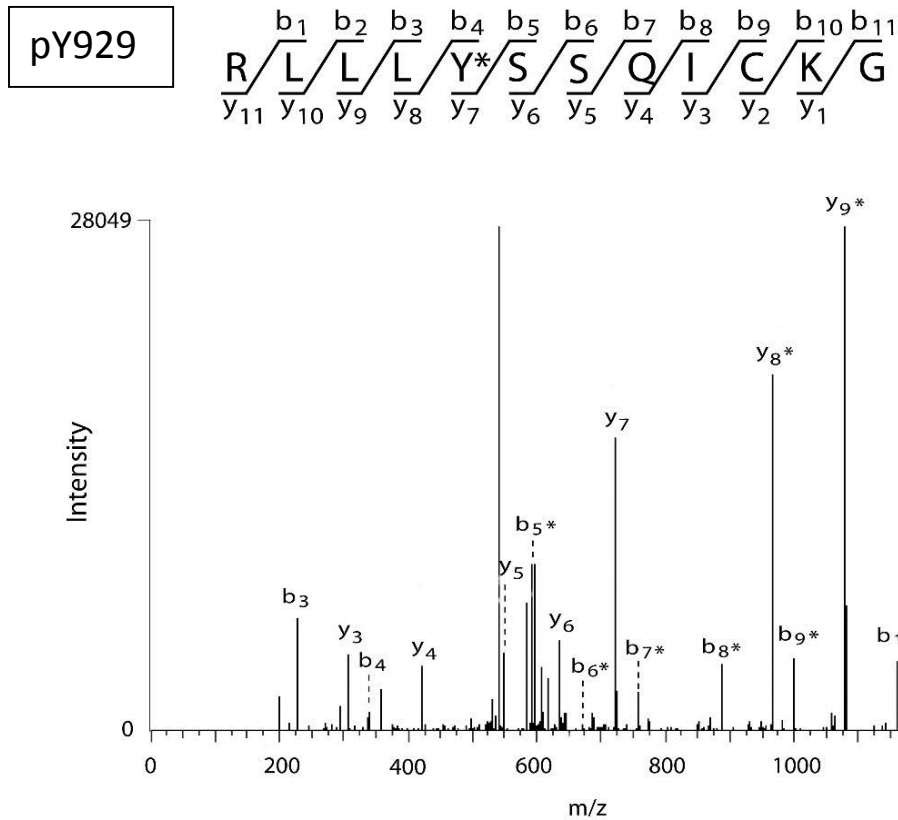 pY929
b1 b2 b3 b4 b5 b6 b7 b8 b9 b10 b11
R L L L Y* S S Q I C K G
y11 y10 y9 y8 y7 y6 y5 y4 y3 y2 y1
y9*
28049
y8*
y7
b5*
y5
b3
y6
y3
b4
y4
b6*
b7*
b8*
b9*
b1
Intensity
0
0 200 400 600 800 1000
m/z